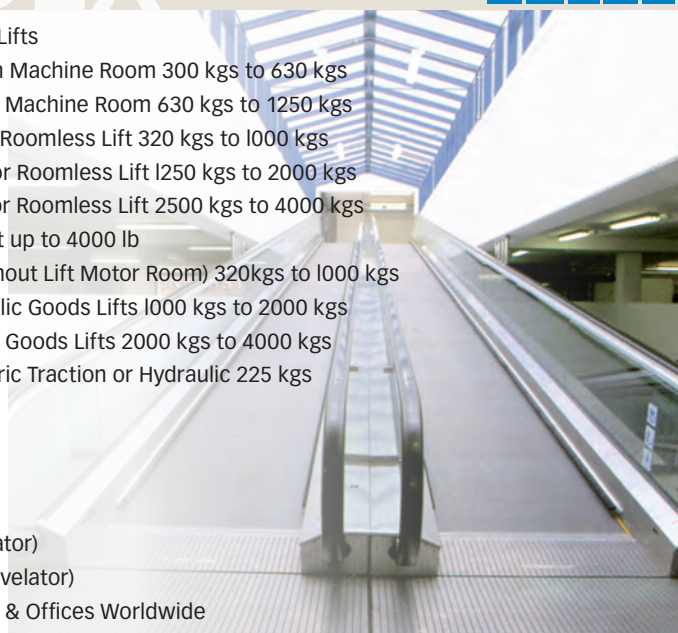 Lifts
Machine Room 300 kgs to 630 kgs
Machine Room 630 kgs to 1250 kgs
Roomless Lift 320 kgs to l000 kgs
or Roomless Lift l250 kgs to 2000 kgs
or Roomless Lift 2500 kgs to 4000 kgs
t up to 4000 lb
hout Lift Motor Room) 320kgs to l000 kgs
lic Goods Lifts l000 kgs to 2000 kgs
Goods Lifts 2000 kgs to 4000 kgs
ric Traction or Hydraulic 225 kgs
ator)
velator)
& Offices Worldwide